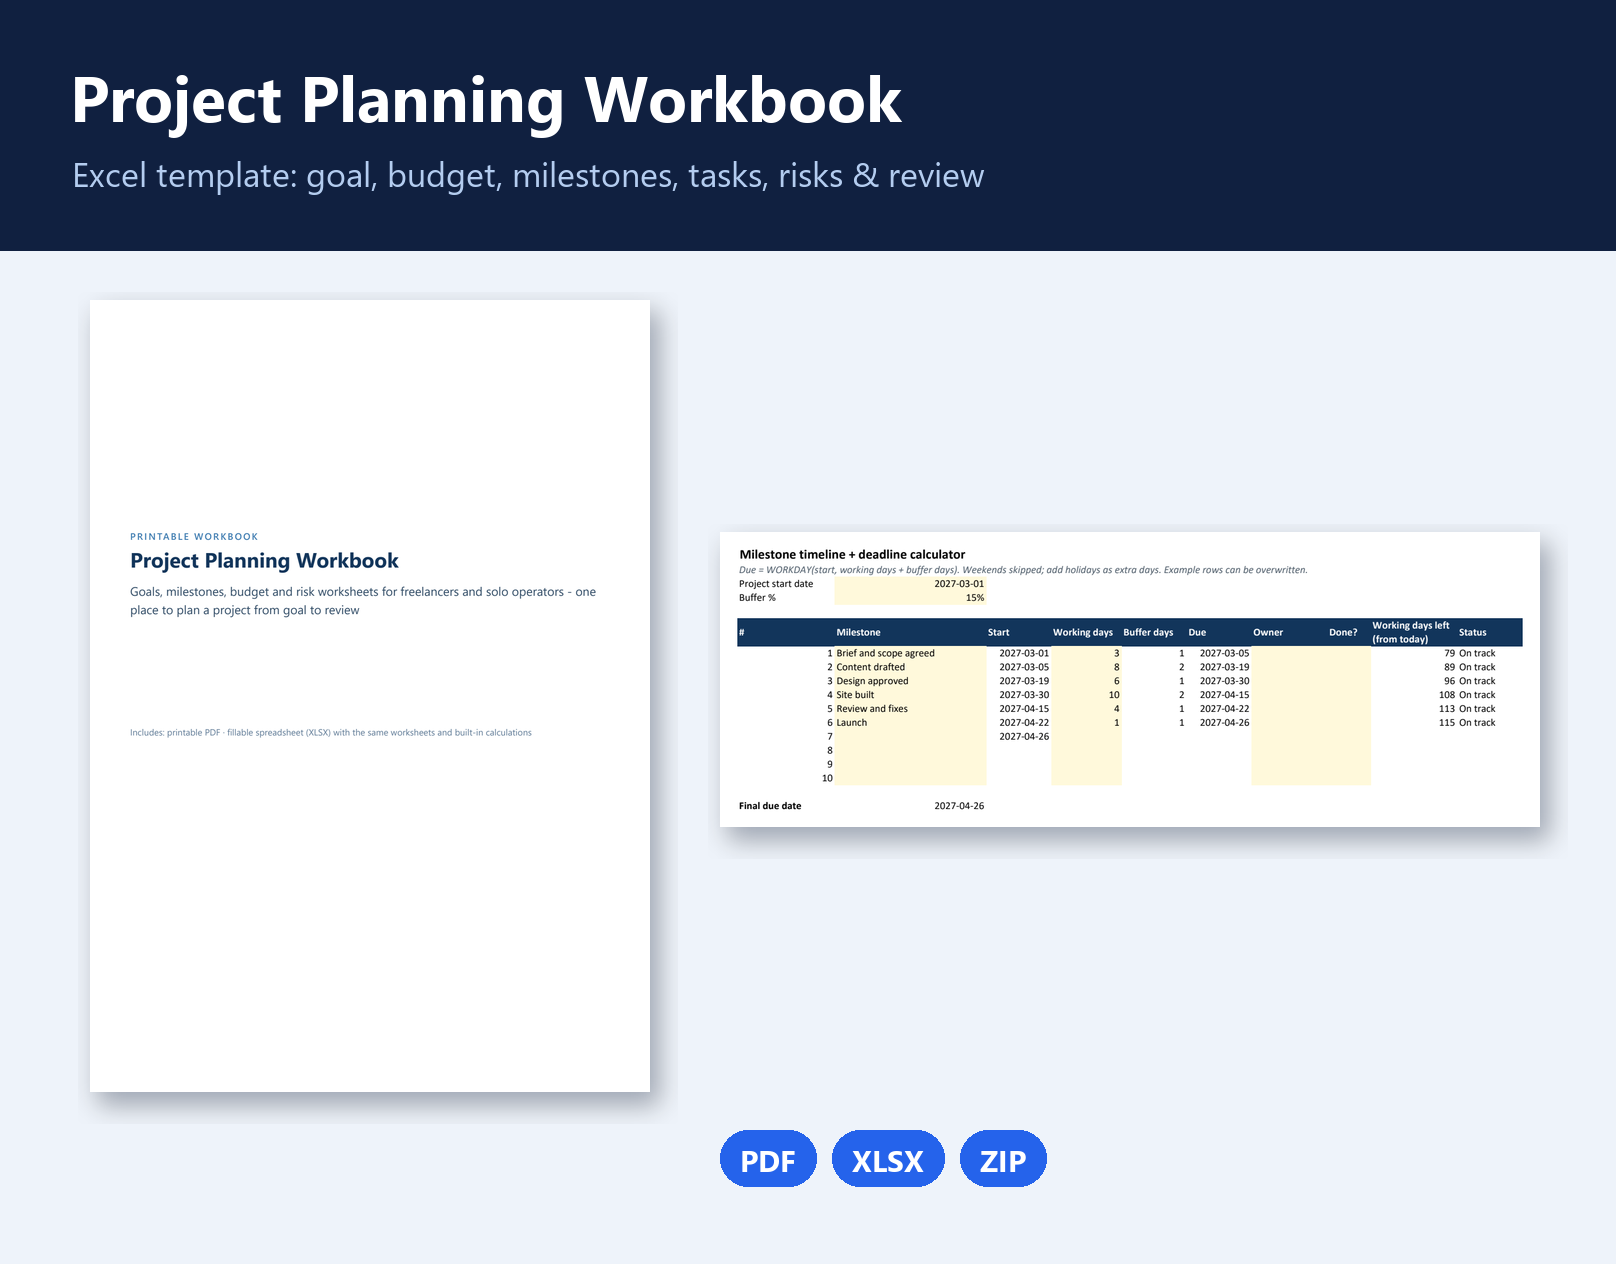 Project Planning Workbook
Excel template: goal, budget, milestones, tasks, risks & review
PRINTABLE WORKBOOK
Project Planning Workbook
Goals, milestones, budget and risk worksheets for freelancers and solo operators - one
place to plan a project from goal to review
Includes: printable PDF · fillable spreadsheet (XLSX) with the same worksheets and built-in calculations
Milestone timeline + deadline calculator
Due = WORKDAY(start, working days + buffer days). Weekends skipped; add holidays as extra days. Example rows can be overwritten.
Project start date 2027-03-01
Buffer % 15%
# Milestone Start Working days Buffer days Due Owner Done? Working days left (from today) Status
1 Brief and scope agreed 2027-03-01 3 1 2027-03-05 79 On track
2 Content drafted 2027-03-05 8 2 2027-03-19 89 On track
3 Design approved 2027-03-19 6 1 2027-03-30 96 On track
4 Site built 2027-03-30 10 2 2027-04-15 108 On track
5 Review and fixes 2027-04-15 4 1 2027-04-22 113 On track
6 Launch 2027-04-22 1 1 2027-04-26 115 On track
7 2027-04-26
8
9
10
Final due date 2027-04-26
PDF XLSX ZIP